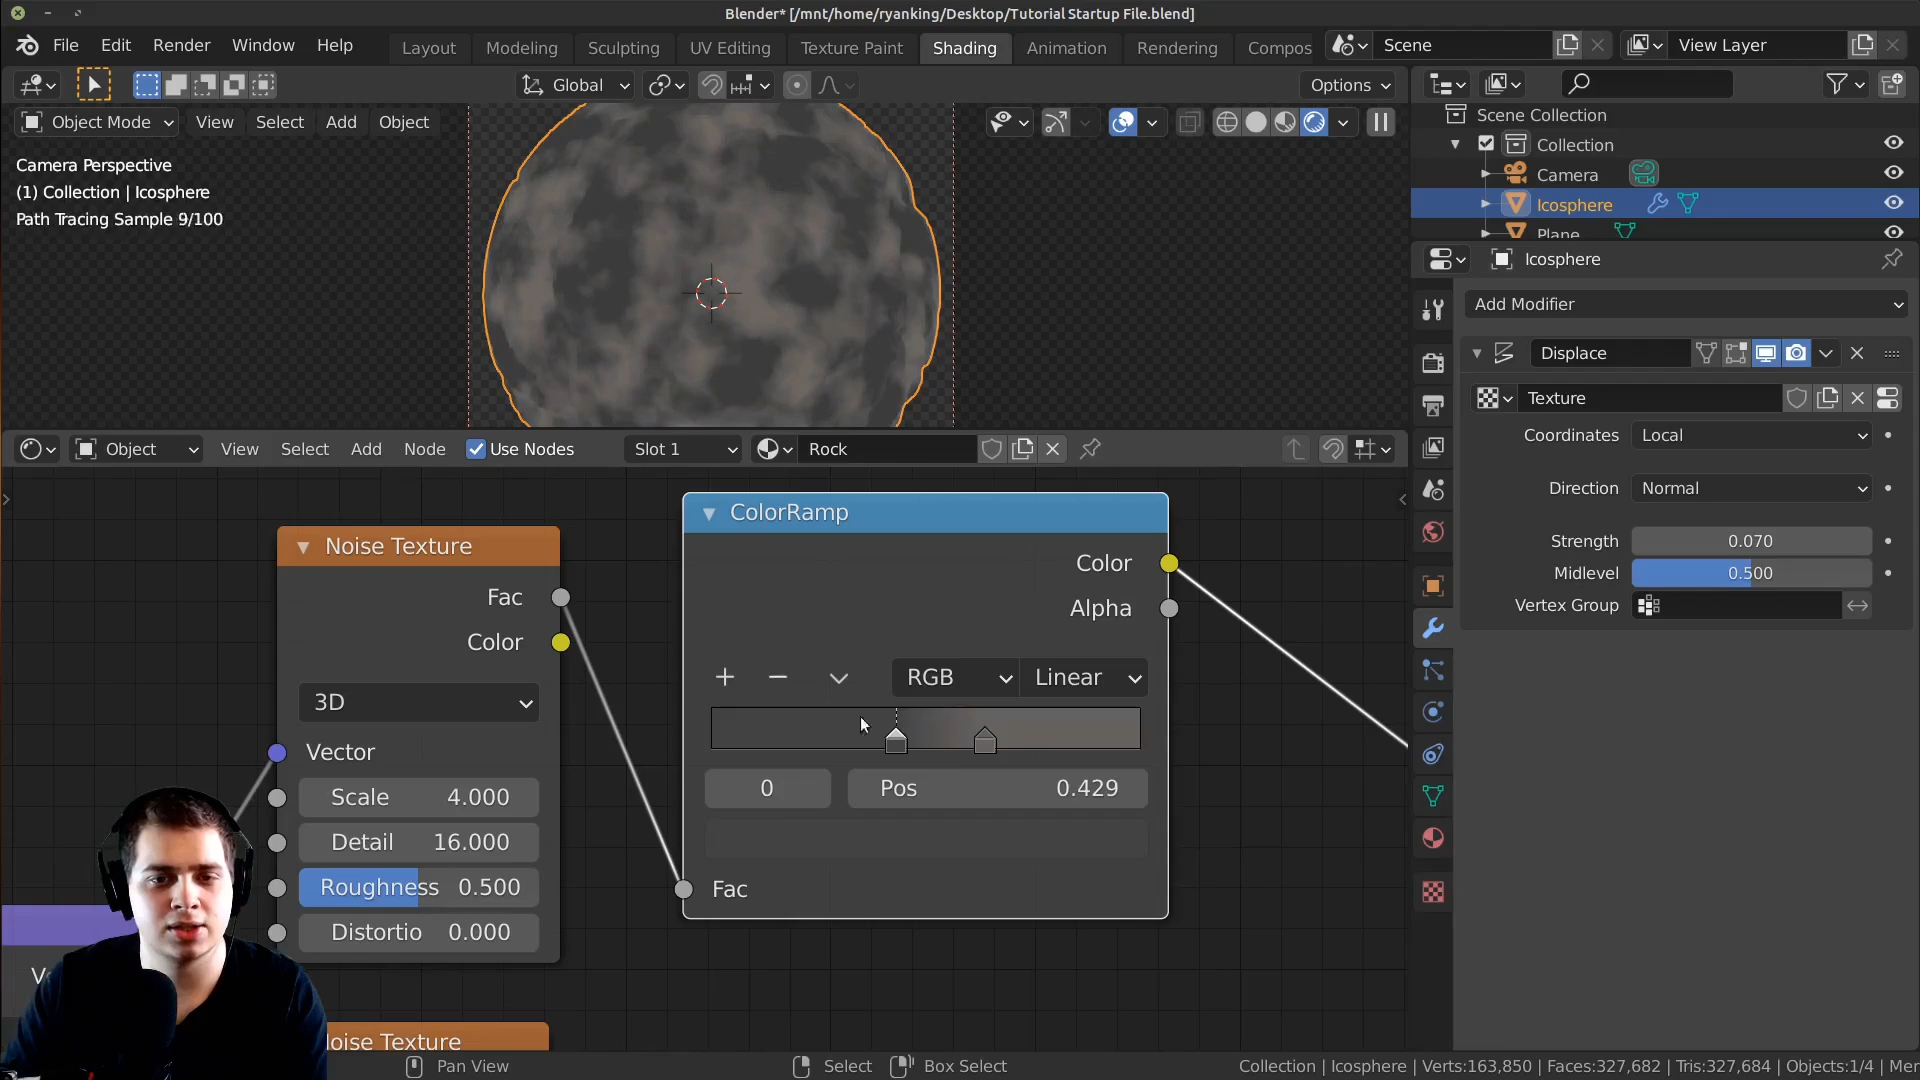 Blender* [/mnt/home/ryanking/Desktop/Tutorial Startup File.blend]
File Edit Render Window Help Layout Modeling Sculpting UV Editing Texture Paint Shading Animation Rendering Compos Scene View Layer
Global Options
Object Mode View Select Add Object
Camera Perspective
(1) Collection | Icosphere
Path Tracing Sample 9/100
Scene Collection
Collection
Camera
Icosphere
Plane
Icosphere
Add Modifier
Displace
Texture
Coordinates Local
Direction Normal
Strength 0.070
Midlevel 0.500
Vertex Group
Object View Select Add Node Use Nodes Slot 1 Rock
Noise Texture
Fac
Color
3D
Vector
Scale 4.000
Detail 16.000
Roughness 0.500
Distortio 0.000
ColorRamp
Color
Alpha
RGB Linear
0 Pos 0.429
Fac
loise Texture
Pan View Select Box Select Collection | Icosphere | Verts:163,850 | Faces:327,682 | Tris:327,684 | Objects:1/4 | Mer